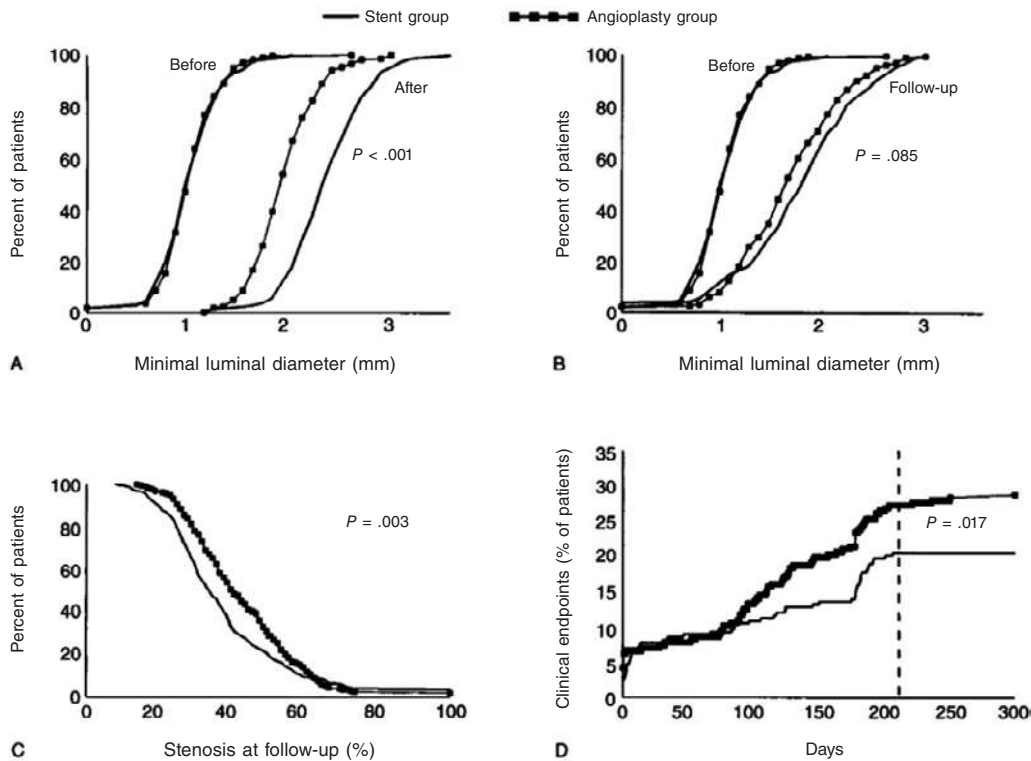 Stent group
Angioplasty group
100
80
60
40
20
0
Percent of patients
Before
After
P < .001
0
1
2
3
A
Minimal luminal diameter (mm)
100
80
60
40
20
0
Percent of patients
Before
Follow-up
P = .085
0
1
2
3
B
Minimal luminal diameter (mm)
100
80
60
40
20
0
Percent of patients
P = .003
0
20
40
60
80
100
C
Stenosis at follow-up (%)
35
30
25
20
15
10
5
0
Clinical endpoints (% of patients)
P = .017
0
50
100
150
200
250
300
D
Days